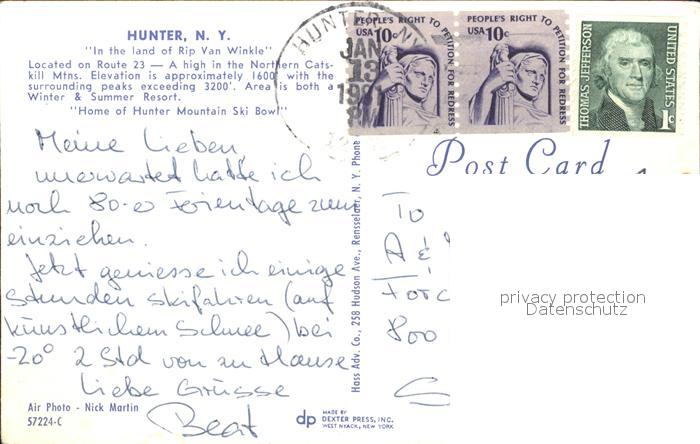 HUNTER, N. Y.
"In the land of Rip Van Winkle"
Located on Route 23 — A high in the Northern Cats-
kill Mtns. Elevation is approximately 1600' with the
surrounding peaks exceeding 3200'. Area is both a
Winter & Summer Resort.
"Home of Hunter Mountain Ski Bowl"
Meine Lieben
unerwartet hatte ich
noch 80-er Ferientage zum
einziehen.
Jetzt geniesse ich einige
Stunden skifahren (auf
künstlichem Schnee) bei
-20° 2 Std von zu Hause
Liebe Grüsse
Beat
Air Photo - Nick Martin
57224-C
dp MADE BY
DEXTER PRESS, INC.
WEST NYACK, NEW YORK
Hass Adv. Co., 258 Hudson Ave., Rensselaer, N. Y. Phone
HUNTER NY
JAN
13
PM
PEOPLE'S RIGHT TO PETITION FOR REDRESS
USA 10c
PEOPLE'S RIGHT TO PETITION FOR REDRESS
USA 10c
THOMAS JEFFERSON
UNITED STATES
1c
Post Card
To
A &
800
privacy protection
Datenschutz